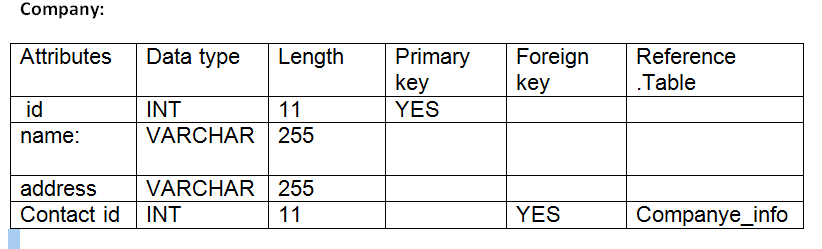 Company:
Attributes Data type Length Primary key Foreign key Reference .Table
id INT 11 YES
name: VARCHAR 255
address VARCHAR 255
Contact id INT 11 YES Companye_info